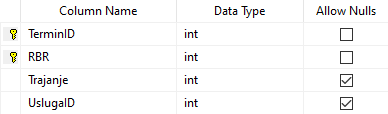 Column Name Data Type Allow Nulls
TerminID int
RBR int
Trajanje int
UslugaID int